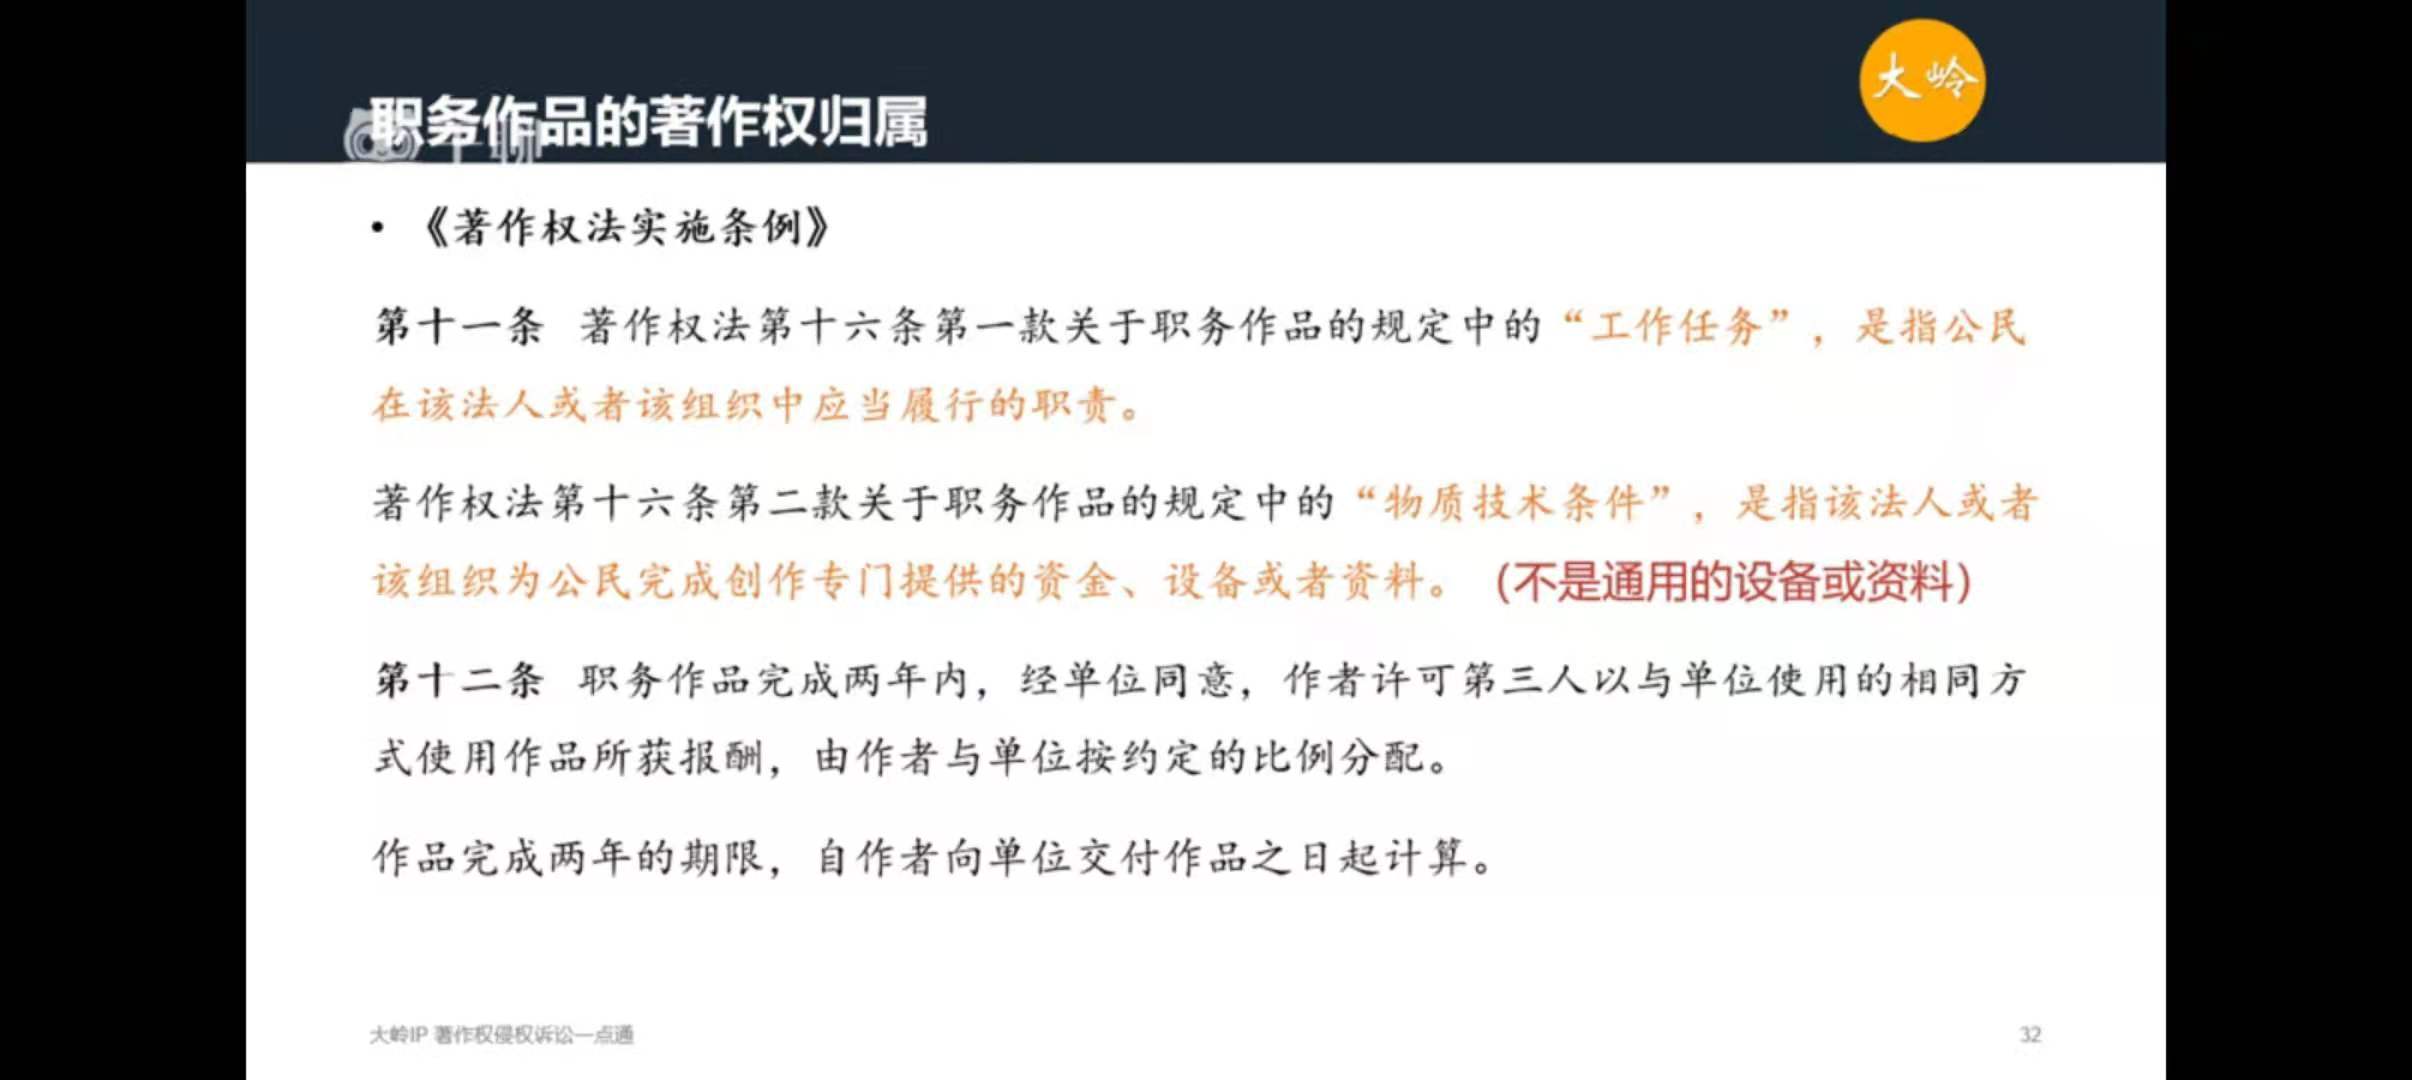 大岭
职务作品的著作权归属
千聊
• 《著作权法实施条例》
第十一条 著作权法第十六条第一款关于职务作品的规定中的“工作任务”，是指公民
在该法人或者该组织中应当履行的职责。
著作权法第十六条第二款关于职务作品的规定中的“物质技术条件”，是指该法人或者
该组织为公民完成创作专门提供的资金、设备或者资料。（不是通用的设备或资料）
第十二条 职务作品完成两年内，经单位同意，作者许可第三人以与单位使用的相同方
式使用作品所获报酬，由作者与单位按约定的比例分配。
作品完成两年的期限，自作者向单位交付作品之日起计算。
大岭IP 著作权侵权诉讼一点通
32